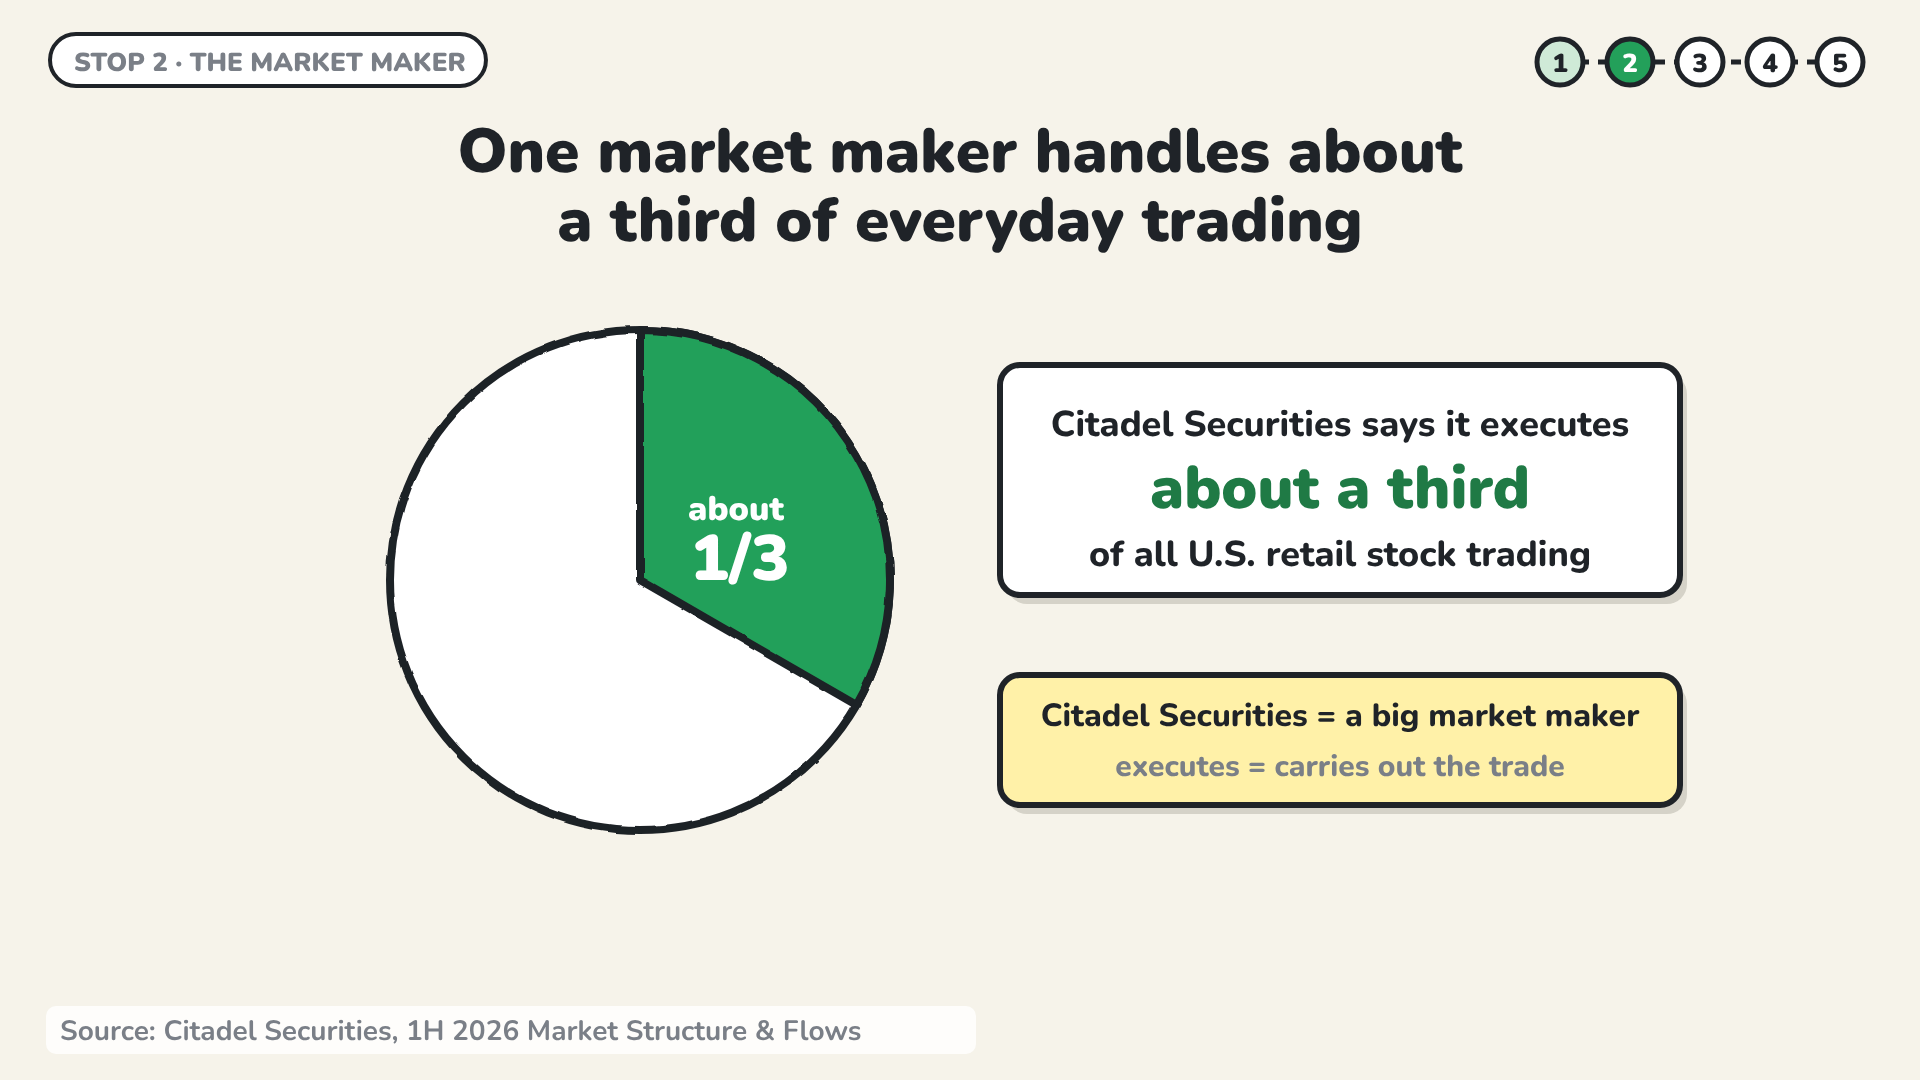 STOP 2 · THE MARKET MAKER
1 2 3 4 5
One market maker handles about
a third of everyday trading
about
1/3
Citadel Securities says it executes
about a third
of all U.S. retail stock trading
Citadel Securities = a big market maker
executes = carries out the trade
Source: Citadel Securities, 1H 2026 Market Structure & Flows